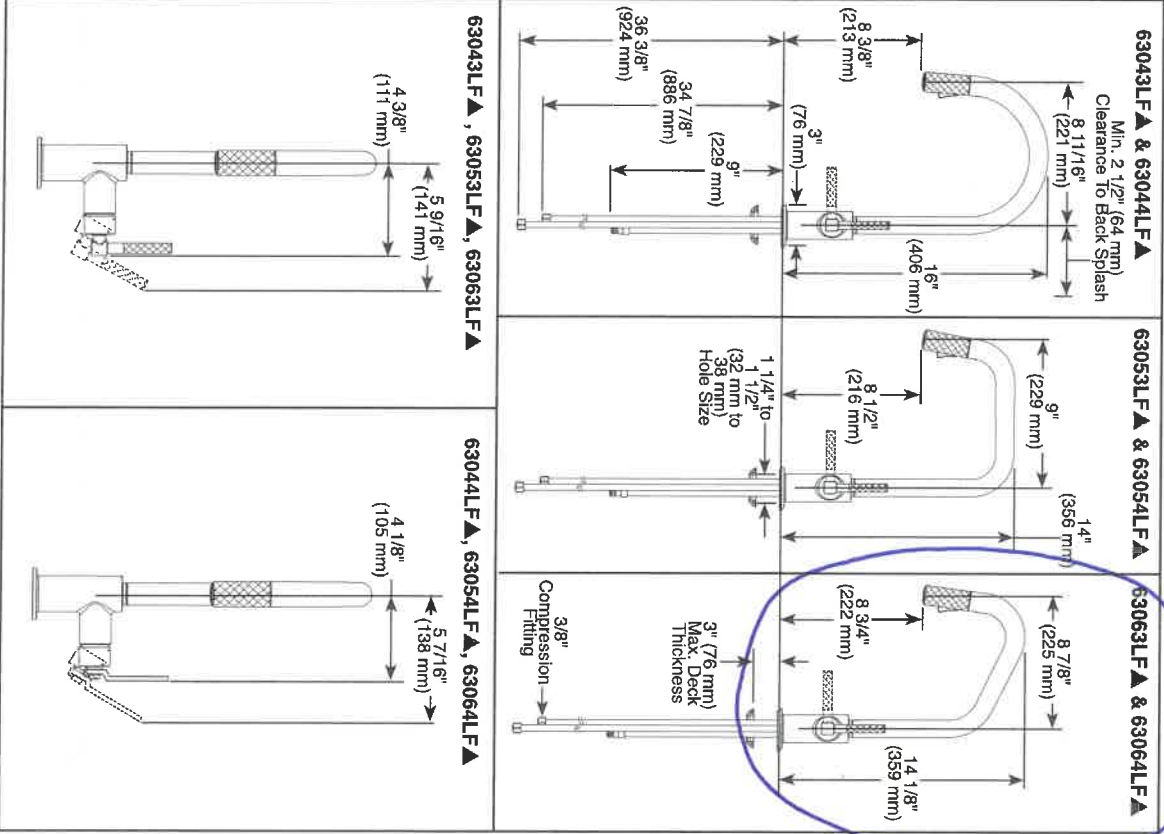 63043LF▲ & 63044LF▲
Min. 2 1/2" (64 mm)
Clearance To Back Splash
8 11/16"
(221 mm)
8 3/8"
(213 mm)
16"
(406 mm)
3"
(76 mm)
9"
(229 mm)
34 7/8"
(886 mm)
36 3/8"
(924 mm)
63053LF▲ & 63054LF▲
9"
(229 mm)
14"
(356 mm)
8 1/2"
(216 mm)
1 1/4" to
1 1/2"
(32 mm to
38 mm)
Hole Size
63063LF▲ & 63064LF▲
8 7/8"
(225 mm)
8 3/4"
(222 mm)
14 1/8"
(359 mm)
3" (76 mm)
Max. Deck
Thickness
3/8"
Compression
Fitting
63043LF▲, 63053LF▲, 63063LF▲
5 9/16"
(141 mm)
4 3/8"
(111 mm)
63044LF▲, 63054LF▲, 63064LF▲
5 7/16"
(138 mm)
4 1/8"
(105 mm)